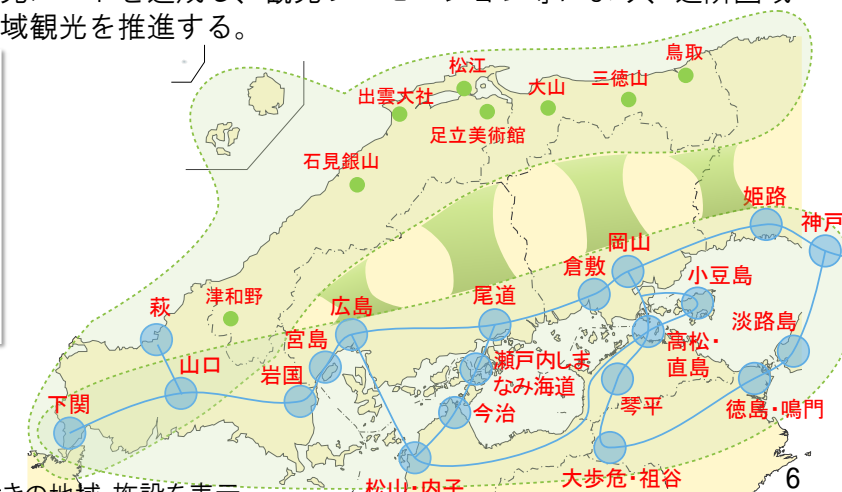 域観光を推進する。
鳥取
松江
三徳山
大山
出雲大社
足立美術館
石見銀山
姫路
神戸
岡山
倉敷
小豆島
萩
津和野
広島
尾道
淡路島
宮島
高松・
直島
瀬戸内しま
なみ海道
山口
岩国
下関
今治
琴平
徳島・鳴門
松山・内子
大歩危・祖谷
6